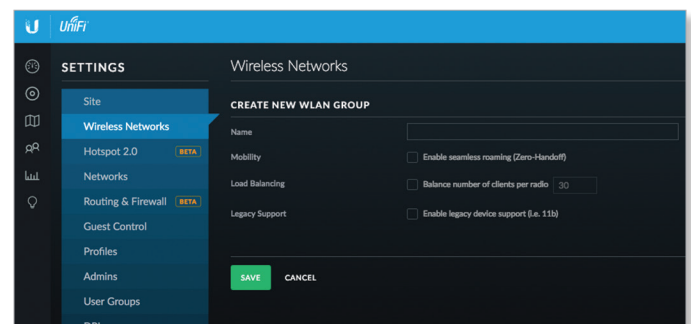 U UniFi
SETTINGS
Site
Wireless Networks
Hotspot 2.0 BETA
Networks
Routing & Firewall BETA
Guest Control
Profiles
Admins
User Groups
Wireless Networks
CREATE NEW WLAN GROUP
Name
Mobility Enable seamless roaming (Zero-Handoff)
Load Balancing Balance number of clients per radio 30
Legacy Support Enable legacy device support (i.e. 11b)
SAVE CANCEL